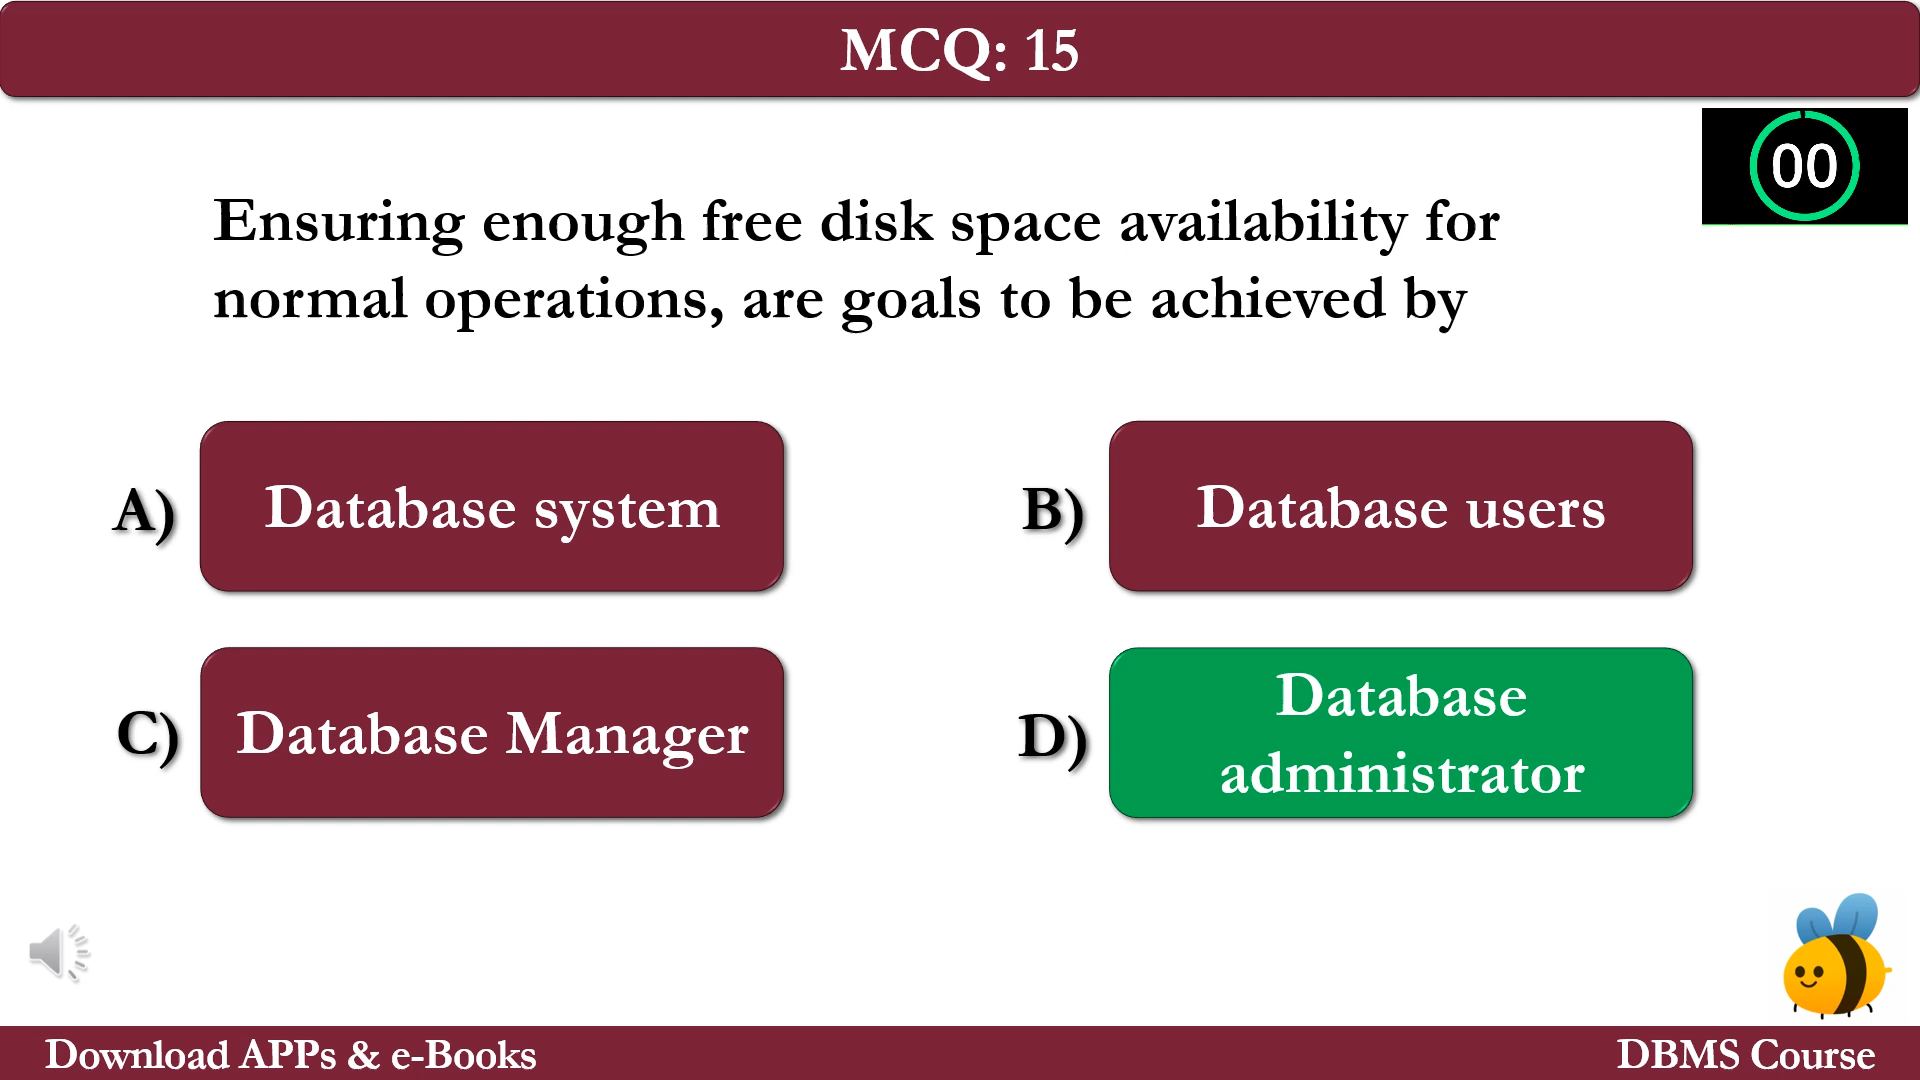 MCQ: 15
00
Ensuring enough free disk space availability for
normal operations, are goals to be achieved by
A) Database system
B) Database users
C) Database Manager
D) Database
administrator
Download APPs & e-Books
DBMS Course